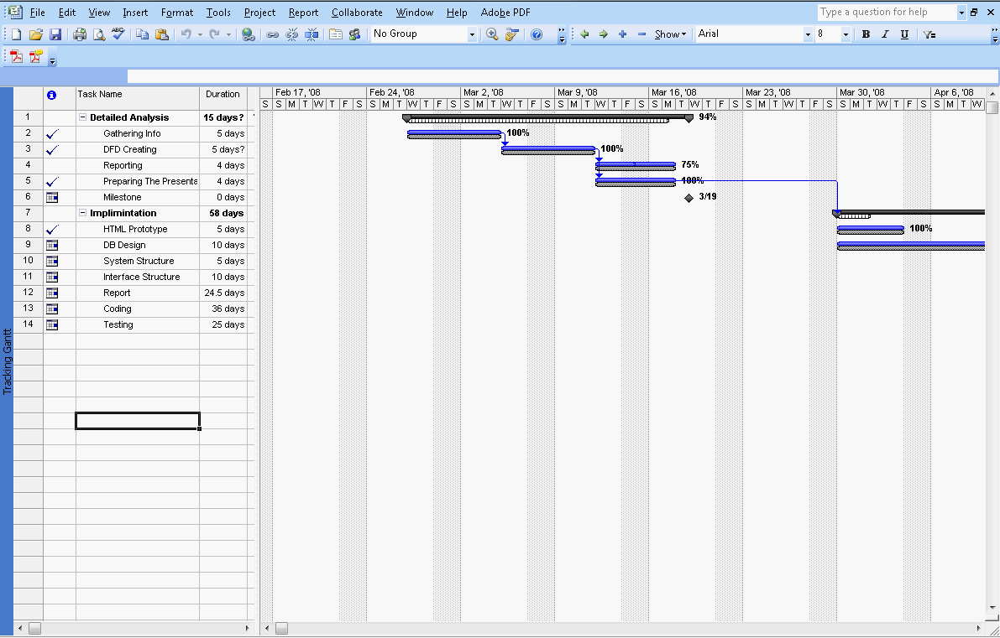 File Edit View Insert Format Tools Project Report Collaborate Window Help Adobe PDF Type a question for help
No Group Show Arial 8 B I U
Task Name Duration Feb 17, '08 Feb 24, '08 Mar 2, '08 Mar 9, '08 Mar 16, '08 Mar 23, '08 Mar 30, '08 Apr 6, '08
S S M T W T F S S M T W T F S S M T W T F S S M T W T F S S M T W T F S S M T W T F S S M T W T F S S M T W
1 Detailed Analysis 15 days? 94%
2 Gathering Info 5 days 100%
3 DFD Creating 5 days? 100%
4 Reporting 4 days 75%
5 Preparing The Presente 4 days 100%
6 Milestone 0 days 3/19
7 Implimintation 58 days
8 HTML Prototype 5 days 100%
9 DB Design 10 days
10 System Structure 5 days
11 Interface Structure 10 days
12 Report 24.5 days
13 Coding 36 days
14 Testing 25 days
Tracking Gantt